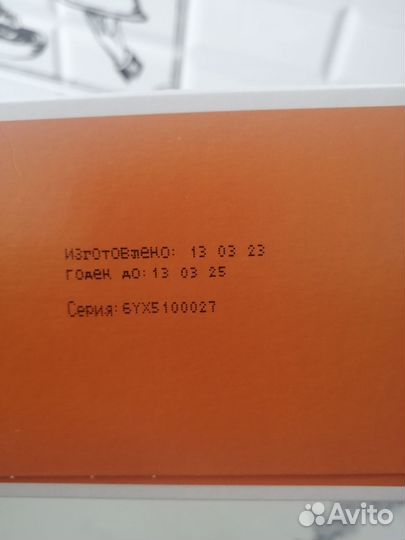 изготовлено: 13 03 23
годен до: 13 03 25
Серия: 6YX5100027
Avito